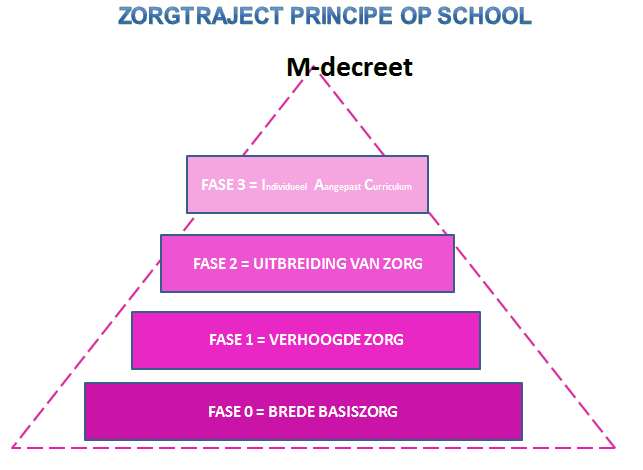 ZORGTRAJECT PRINCIPE OP SCHOOL
M-decreet
FASE 3 = Individueel Aangepast Curriculum
FASE 2 = UITBREIDING VAN ZORG
FASE 1 = VERHOOGDE ZORG
FASE 0 = BREDE BASISZORG